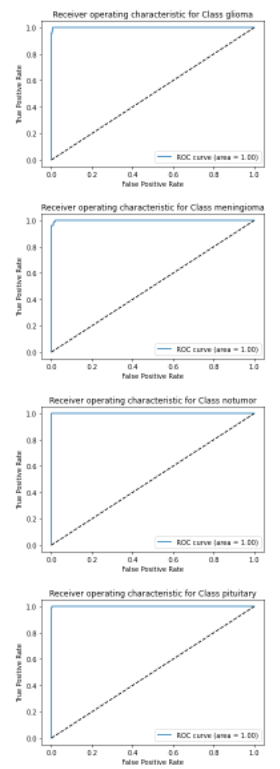 Receiver operating characteristic for Class glioma
1.0
0.8
0.6
0.4
0.2
0.0
True Positive Rate
ROC curve (area = 1.00)
0.0 0.2 0.4 0.6 0.8 1.0
False Positive Rate
Receiver operating characteristic for Class meningioma
1.0
0.8
0.6
0.4
0.2
0.0
True Positive Rate
ROC curve (area = 1.00)
0.0 0.2 0.4 0.6 0.8 1.0
False Positive Rate
Receiver operating characteristic for Class notumor
1.0
0.8
0.6
0.4
0.2
0.0
True Positive Rate
ROC curve (area = 1.00)
0.0 0.2 0.4 0.6 0.8 1.0
False Positive Rate
Receiver operating characteristic for Class pituitary
1.0
0.8
0.6
0.4
0.2
0.0
True Positive Rate
ROC curve (area = 1.00)
0.0 0.2 0.4 0.6 0.8 1.0
False Positive Rate